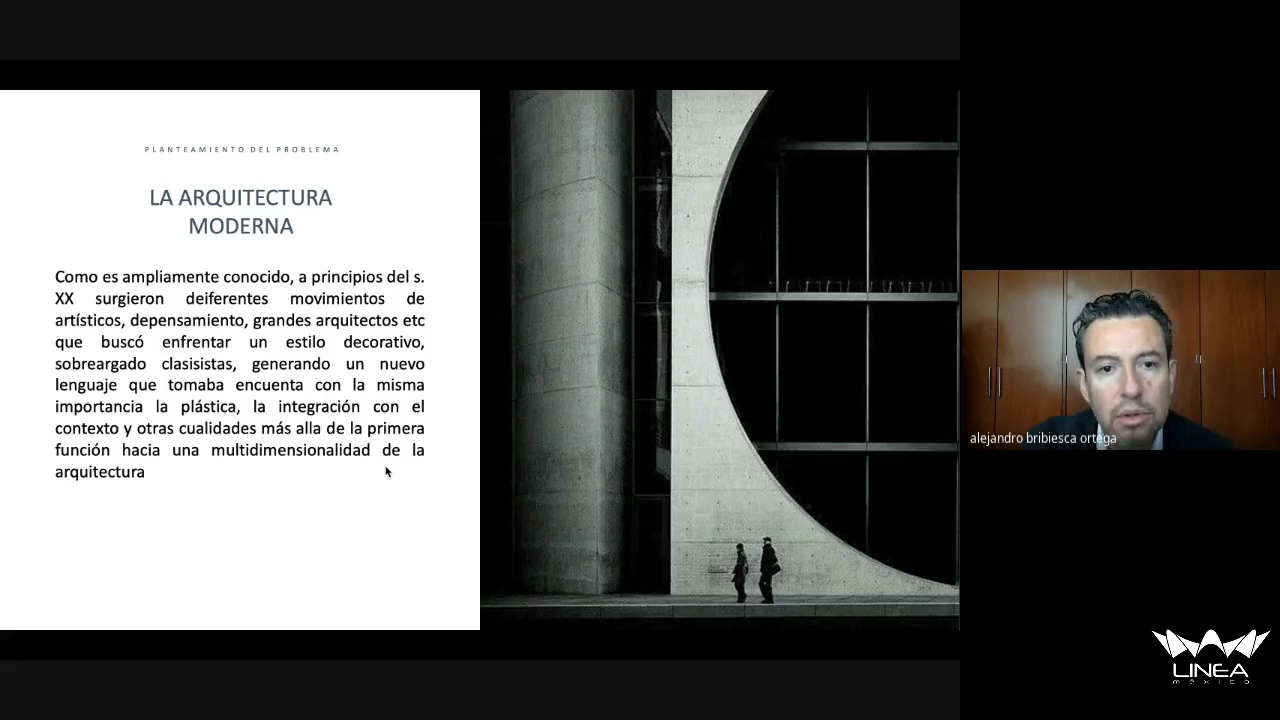 PLANTEAMIENTO DEL PROBLEMA
LA ARQUITECTURA
MODERNA
Como es ampliamente conocido, a principios del s.
XX surgieron deiferentes movimientos de
artísticos, depensamiento, grandes arquitectos etc
que buscó enfrentar un estilo decorativo,
sobreargado clasisistas, generando un nuevo
lenguaje que tomaba encuenta con la misma
importancia la plástica, la integración con el
contexto y otras cualidades más alla de la primera
función hacia una multidimensionalidad de la
arquitectura
alejandro bribiesca ortega
LINEA
méxico